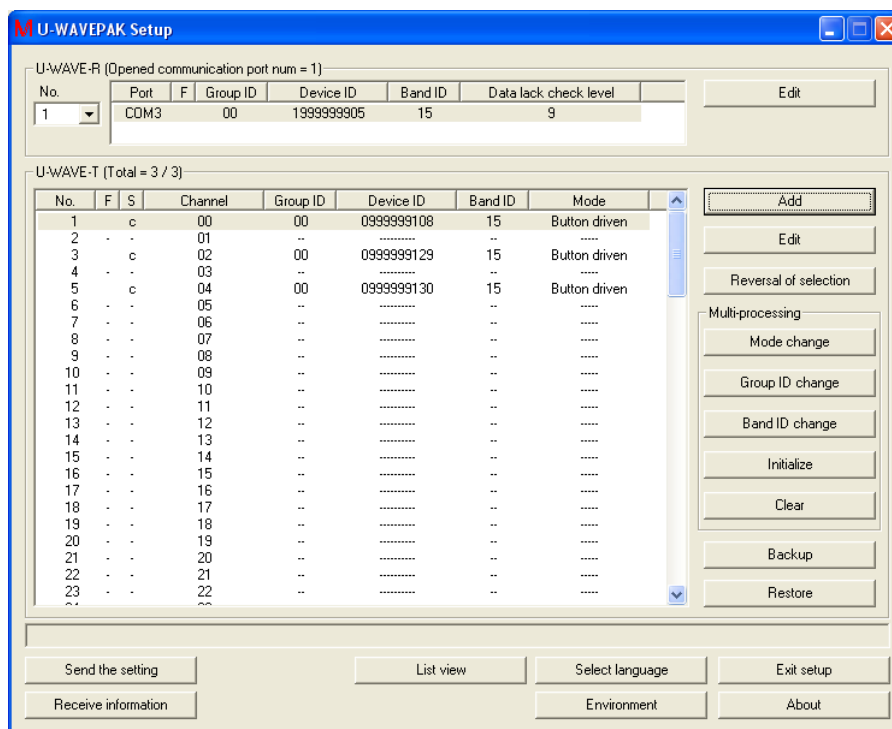 M U-WAVEPAK Setup
U-WAVE-R (Opened communication port num = 1)
No. Port F Group ID Device ID Band ID Data lack check level Edit
1 COM3 00 1999999905 15 9
U-WAVE-T (Total = 3 / 3)
No. F S Channel Group ID Device ID Band ID Mode Add
1 c 00 00 0999999108 15 Button driven
2 - - 01 -- ---------- -- ----- Edit
3 c 02 00 0999999129 15 Button driven
4 - - 03 -- ---------- -- ----- Reversal of selection
5 c 04 00 0999999130 15 Button driven
6 - - 05 -- ---------- -- -----
Multi-processing
7 - - 06 -- ---------- -- -----
8 - - 07 -- ---------- -- ----- Mode change
9 - - 08 -- ---------- -- -----
10 - - 09 -- ---------- -- ----- Group ID change
11 - - 10 -- ---------- -- -----
12 - - 11 -- ---------- -- -----
13 - - 12 -- ---------- -- ----- Band ID change
14 - - 13 -- ---------- -- -----
15 - - 14 -- ---------- -- ----- Initialize
16 - - 15 -- ---------- -- -----
17 - - 16 -- ---------- -- -----
18 - - 17 -- ---------- -- ----- Clear
19 - - 18 -- ---------- -- -----
20 - - 19 -- ---------- -- -----
21 - - 20 -- ---------- -- ----- Backup
22 - - 21 -- ---------- -- -----
23 - - 22 -- ---------- -- ----- Restore
Send the setting List view Select language Exit setup
Receive information Environment About